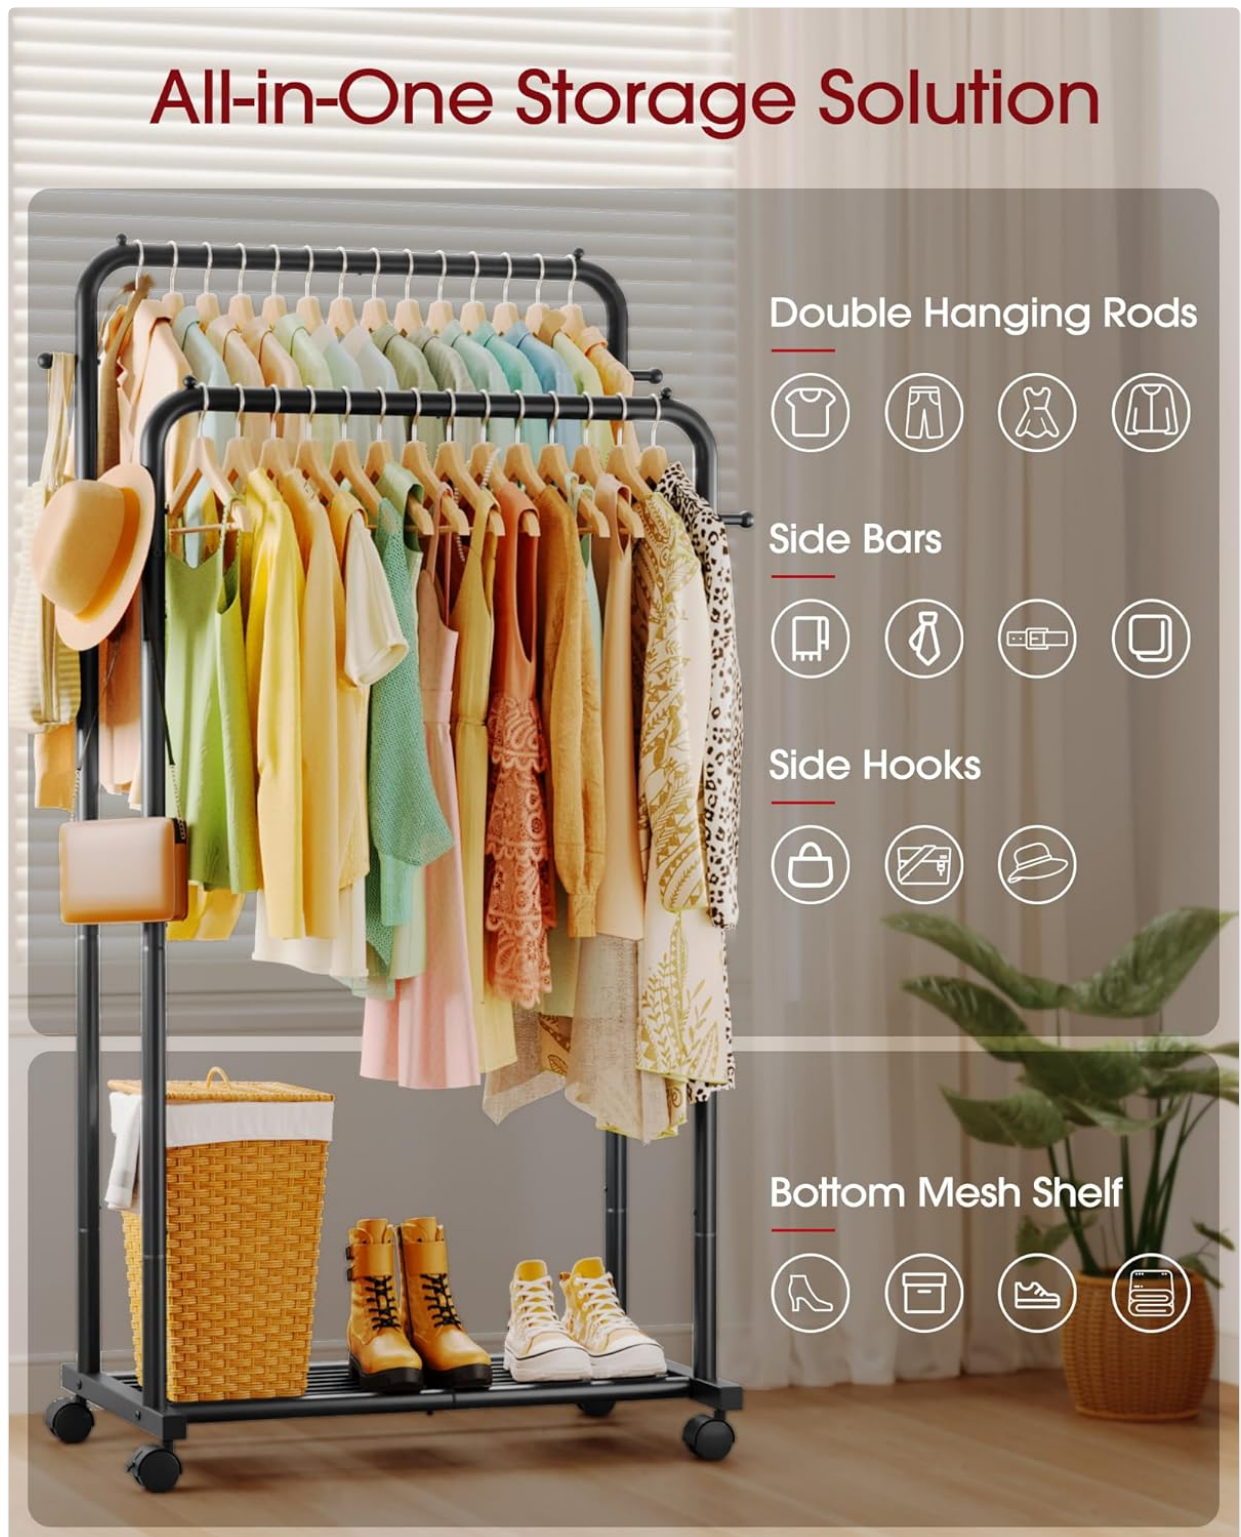 All-in-One Storage Solution
Double Hanging Rods
Side Bars
Side Hooks
Bottom Mesh Shelf